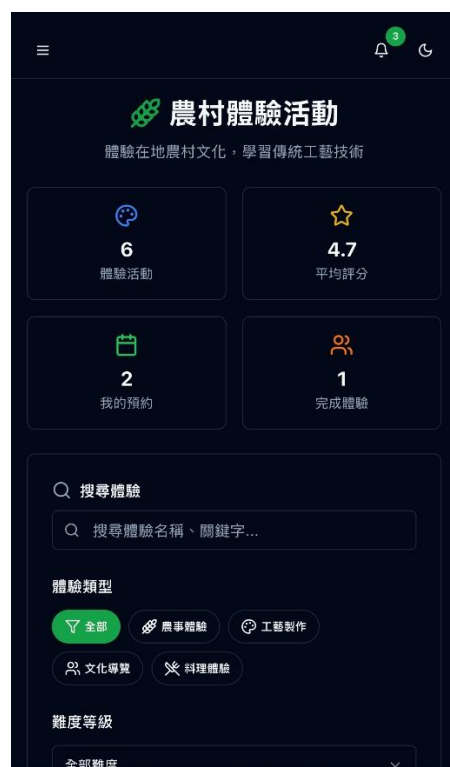 3
農村體驗活動
體驗在地農村文化，學習傳統工藝技術
6
體驗活動
4.7
平均評分
2
我的預約
1
完成體驗
搜尋體驗
搜尋體驗名稱、關鍵字...
體驗類型
全部 農事體驗 工藝製作
文化導覽 料理體驗
難度等級
全部難度